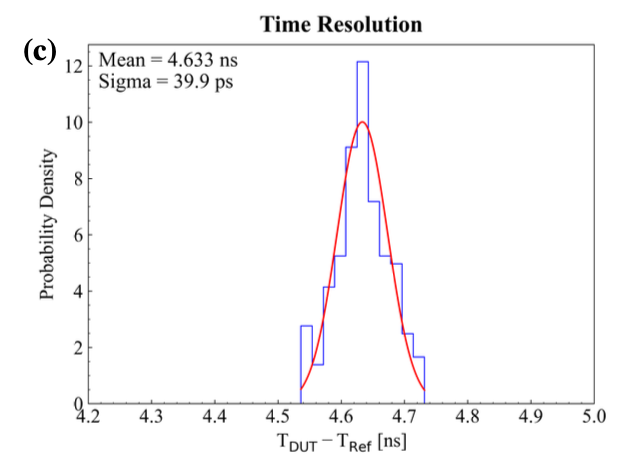 Time Resolution
(c)
Mean = 4.633 ns
Sigma = 39.9 ps
Probability Density
12
10
8
6
4
2
0
4.2 4.3 4.4 4.5 4.6 4.7 4.8 4.9 5.0
T_DUT − T_Ref [ns]